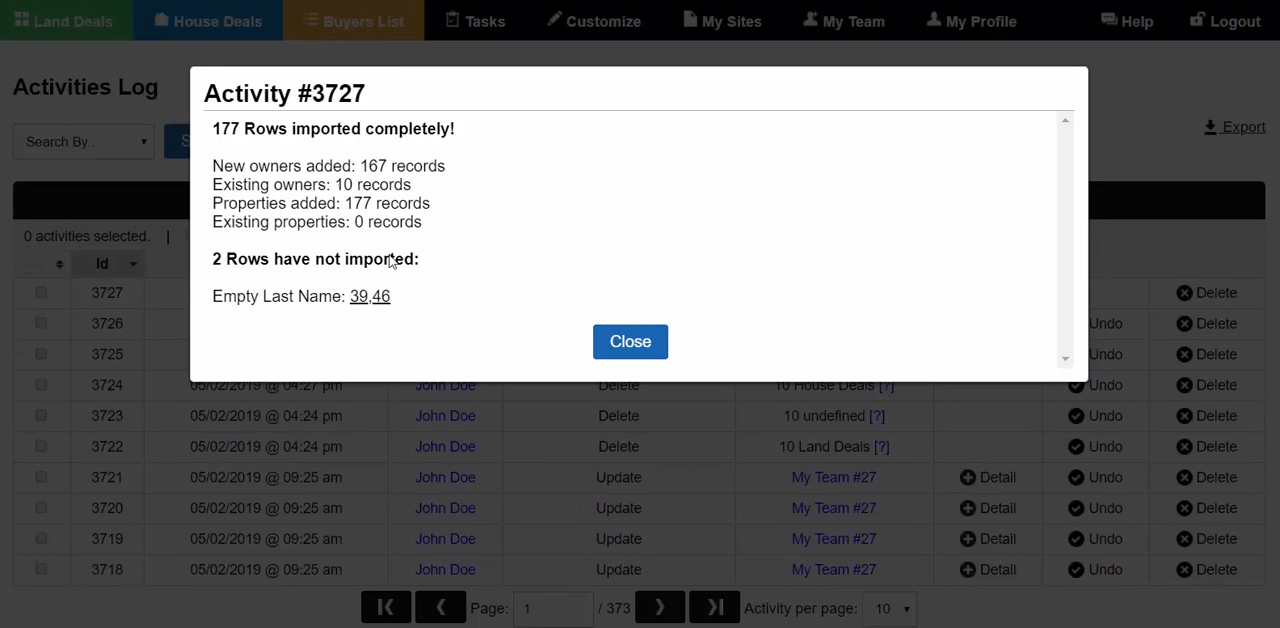 Land Deals House Deals Buyers List Tasks Customize My Sites My Team My Profile Help Logout
Activities Log
Search By... S
Export
Activity #3727
177 Rows imported completely!
New owners added: 167 records
Existing owners: 10 records
Properties added: 177 records
Existing properties: 0 records
2 Rows have not imported:
Empty Last Name: 39,46
Close
0 activities selected. |
Id
3727 Delete
3726 Undo Delete
3725 Undo Delete
3724 05/02/2019 @ 04:27 pm John Doe Delete 10 House Deals [?] Undo Delete
3723 05/02/2019 @ 04:24 pm John Doe Delete 10 undefined [?] Undo Delete
3722 05/02/2019 @ 04:24 pm John Doe Delete 10 Land Deals [?] Undo Delete
3721 05/02/2019 @ 09:25 am John Doe Update My Team #27 Detail Undo Delete
3720 05/02/2019 @ 09:25 am John Doe Update My Team #27 Detail Undo Delete
3719 05/02/2019 @ 09:25 am John Doe Update My Team #27 Detail Undo Delete
3718 05/02/2019 @ 09:25 am John Doe Update My Team #27 Detail Undo Delete
Page: 1 / 373 Activity per page: 10